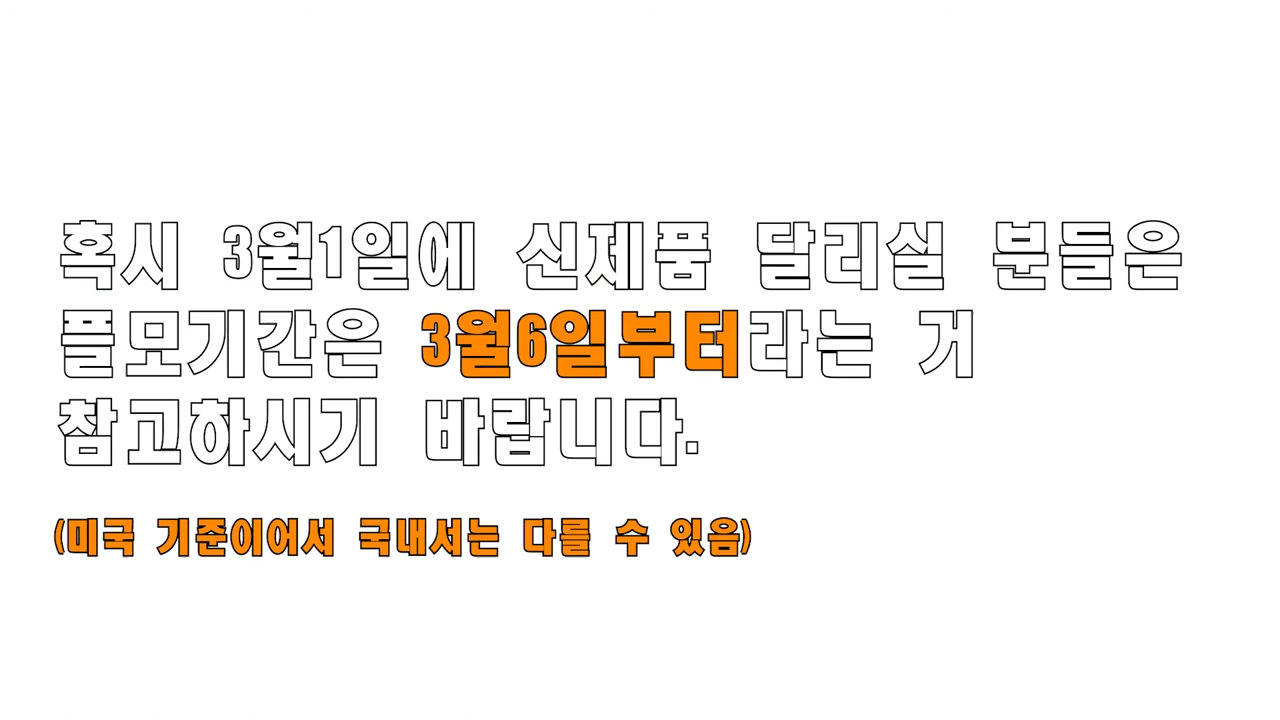 혹시 3월1일에 신제품 달리실 분들은
플모기간은 3월6일부터라는 거
참고하시기 바랍니다.
(미국 기준이어서 국내서는 다를 수 있음)